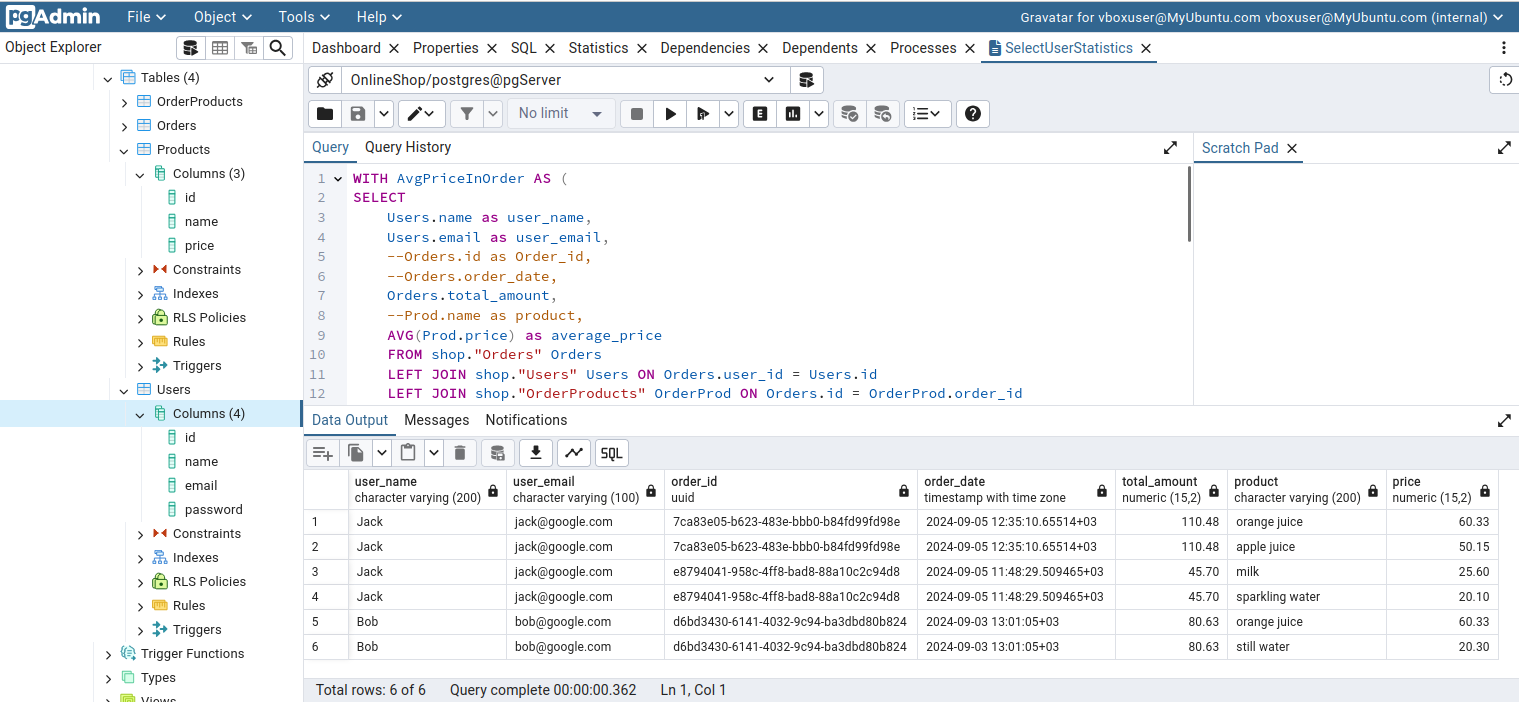 pgAdmin File Object Tools Help Gravatar for vboxuser@MyUbuntu.com vboxuser@MyUbuntu.com (internal)
Object Explorer
Tables (4)
OrderProducts
Orders
Products
Columns (3)
id
name
price
Constraints
Indexes
RLS Policies
Rules
Triggers
Users
Columns (4)
id
name
email
password
Constraints
Indexes
RLS Policies
Rules
Triggers
Trigger Functions
Types
Views
Dashboard Properties SQL Statistics Dependencies Dependents Processes SelectUserStatistics
OnlineShop/postgres@pgServer
No limit E
Query Query History
1 WITH AvgPriceInOrder AS (
2 SELECT
3 Users.name as user_name,
4 Users.email as user_email,
5 --Orders.id as Order_id,
6 --Orders.order_date,
7 Orders.total_amount,
8 --Prod.name as product,
9 AVG(Prod.price) as average_price
10 FROM shop."Orders" Orders
11 LEFT JOIN shop."Users" Users ON Orders.user_id = Users.id
12 LEFT JOIN shop."OrderProducts" OrderProd ON Orders.id = OrderProd.order_id
Scratch Pad
Data Output Messages Notifications
SQL
user_name user_email order_id order_date total_amount product price
character varying (200) character varying (100) uuid timestamp with time zone numeric (15,2) character varying (200) numeric (15,2)
1 Jack jack@google.com 7ca83e05-b623-483e-bbb0-b84fd99fd98e 2024-09-05 12:35:10.65514+03 110.48 orange juice 60.33
2 Jack jack@google.com 7ca83e05-b623-483e-bbb0-b84fd99fd98e 2024-09-05 12:35:10.65514+03 110.48 apple juice 50.15
3 Jack jack@google.com e8794041-958c-4ff8-bad8-88a10c2c94d8 2024-09-05 11:48:29.509465+03 45.70 milk 25.60
4 Jack jack@google.com e8794041-958c-4ff8-bad8-88a10c2c94d8 2024-09-05 11:48:29.509465+03 45.70 sparkling water 20.10
5 Bob bob@google.com d6bd3430-6141-4032-9c94-ba3dbd80b824 2024-09-03 13:01:05+03 80.63 orange juice 60.33
6 Bob bob@google.com d6bd3430-6141-4032-9c94-ba3dbd80b824 2024-09-03 13:01:05+03 80.63 still water 20.30
Total rows: 6 of 6 Query complete 00:00:00.362 Ln 1, Col 1